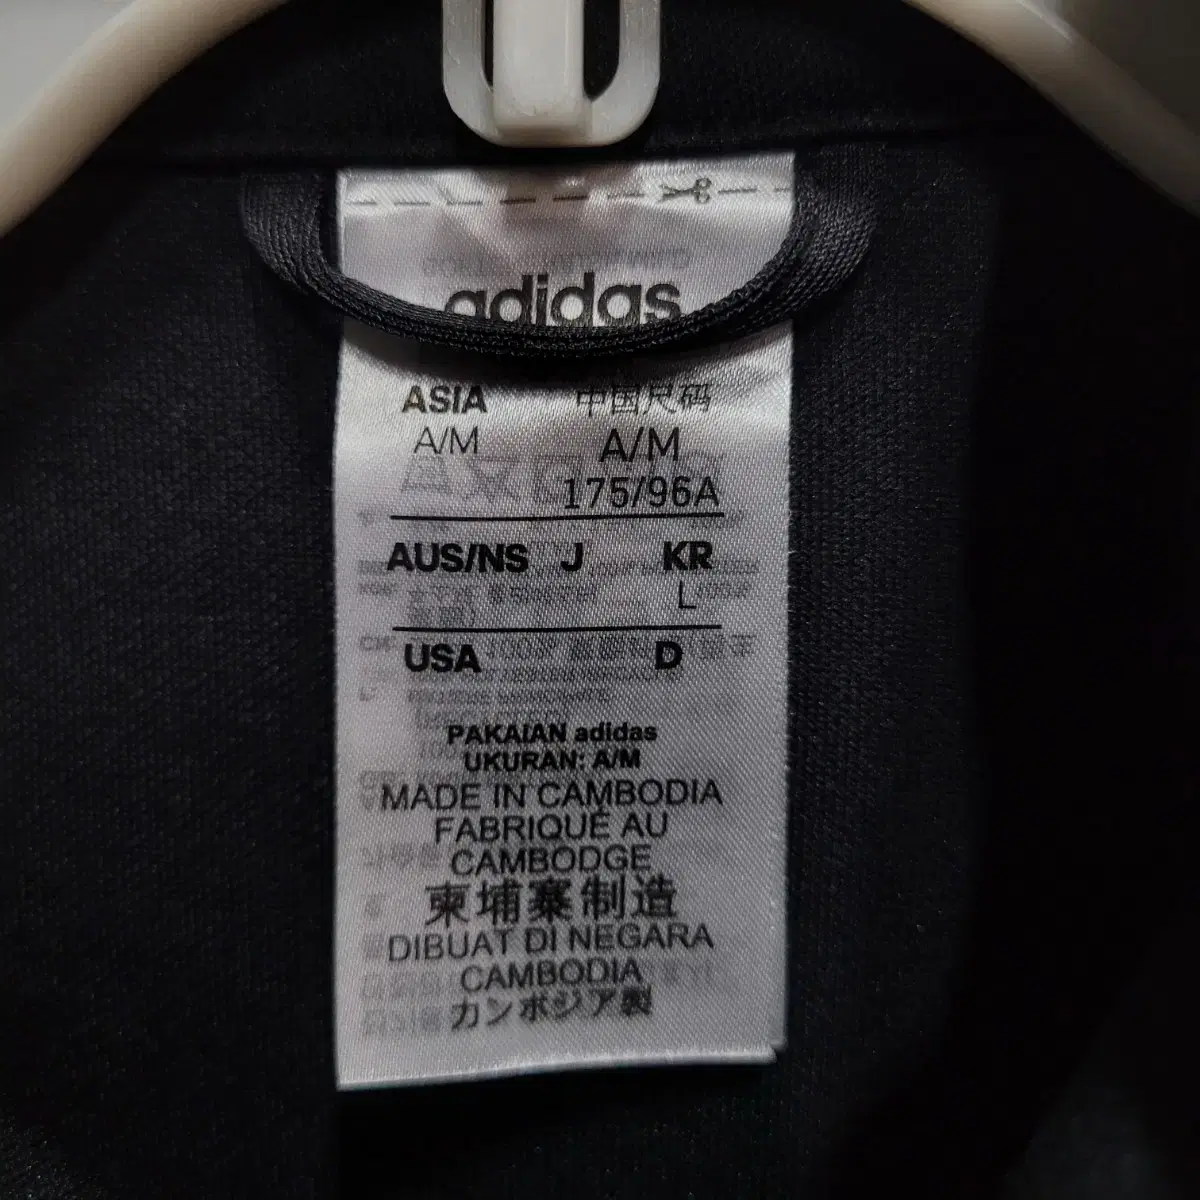 adidas
ASIA 中国尺码
A/M A/M
175/96A
AUS/NS J KR
L
USA D
PAKAIAN adidas
UKURAN: A/M
MADE IN CAMBODIA
FABRIQUÉ AU
CAMBODGE
柬埔寨制造
DIBUAT DI NEGARA
CAMBODIA
カンボジア製